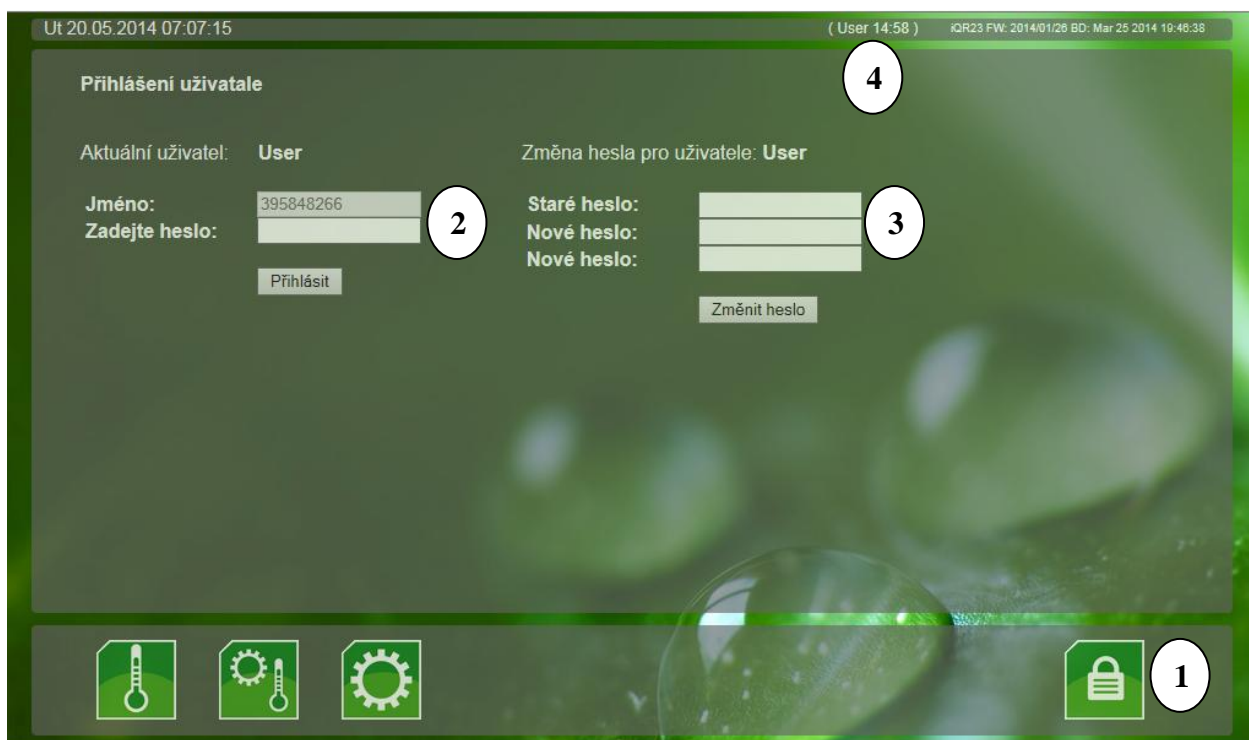 Ut 20.05.2014 07:07:15 ( User 14:58 ) iQR23 FW: 2014/01/26 BD: Mar 25 2014 19:46:38
4
Přihlášení uživatale
Aktuální uživatel: User
Jméno: 395848266
Zadejte heslo:
2
Přihlásit
Změna hesla pro uživatele: User
Staré heslo:
Nové heslo:
Nové heslo:
3
Změnit heslo
1